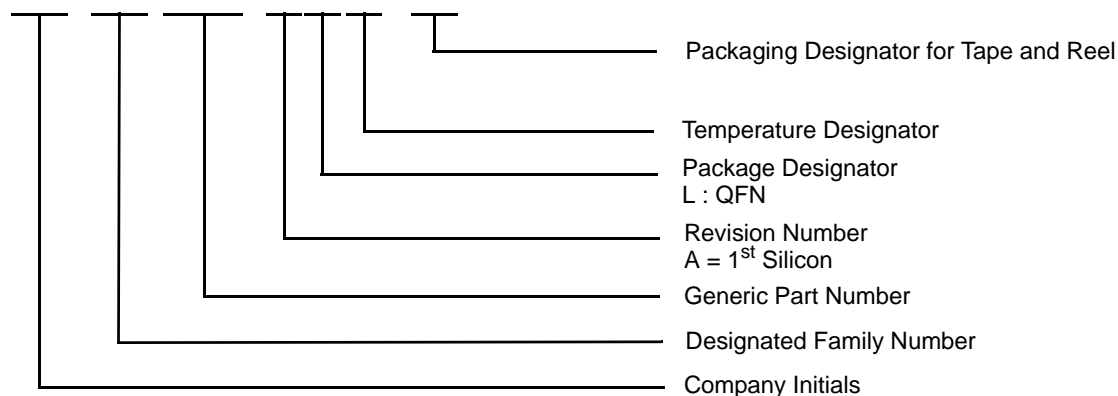 Packaging Designator for Tape and Reel
Temperature Designator
Package Designator
L : QFN
Revision Number
A = 1st Silicon
Generic Part Number
Designated Family Number
Company Initials